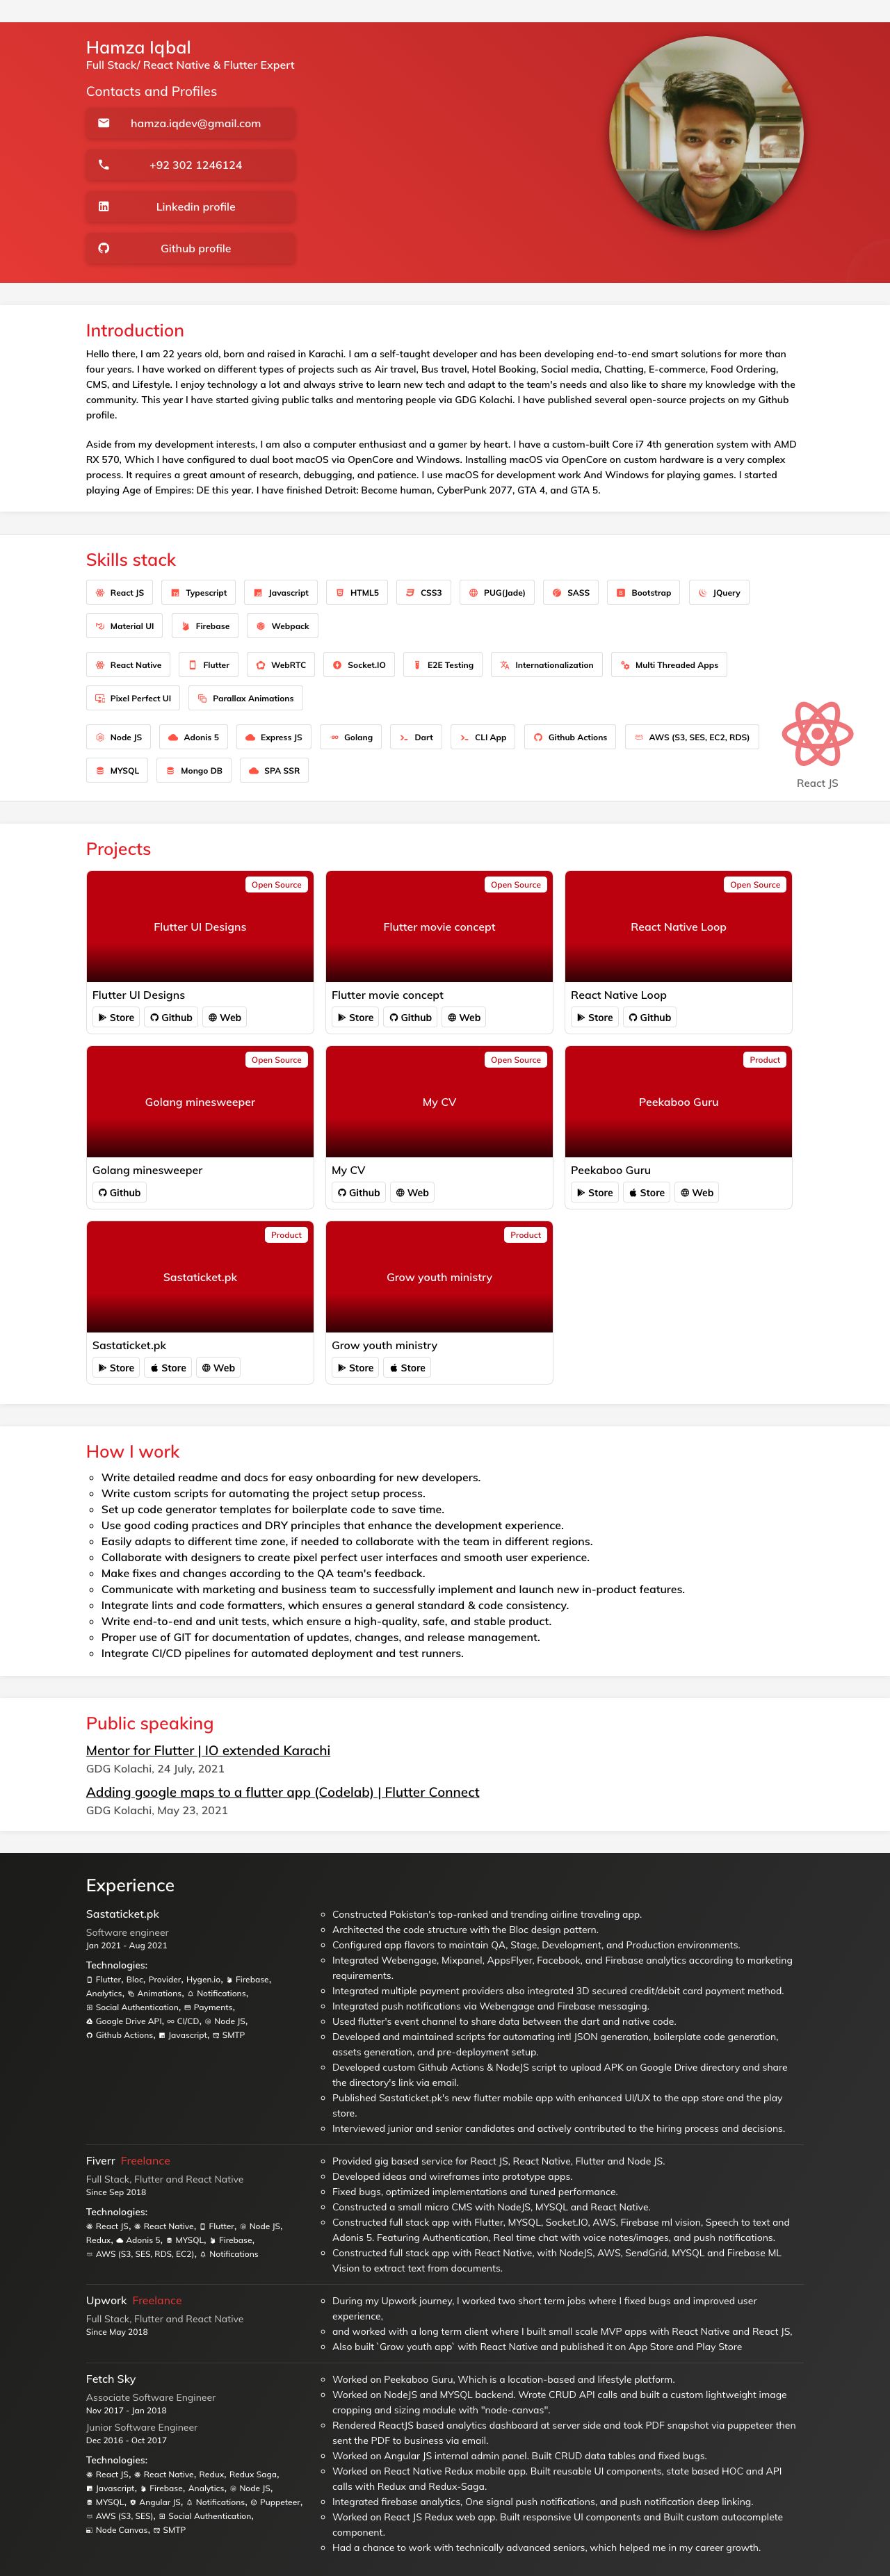 Hamza Iqbal
Full Stack/ React Native & Flutter Expert
Contacts and Profiles
hamza.iqdev@gmail.com
+92 302 1246124
Linkedin profile
Github profile
Introduction
Hello there, I am 22 years old, born and raised in Karachi. I am a self-taught developer and has been developing end-to-end smart solutions for more than
four years. I have worked on different types of projects such as Air travel, Bus travel, Hotel Booking, Social media, Chatting, E-commerce, Food Ordering,
CMS, and Lifestyle. I enjoy technology a lot and always strive to learn new tech and adapt to the team's needs and also like to share my knowledge with the
community. This year I have started giving public talks and mentoring people via GDG Kolachi. I have published several open-source projects on my Github
profile.
Aside from my development interests, I am also a computer enthusiast and a gamer by heart. I have a custom-built Core i7 4th generation system with AMD
RX 570, Which I have configured to dual boot macOS via OpenCore and Windows. Installing macOS via OpenCore on custom hardware is a very complex
process. It requires a great amount of research, debugging, and patience. I use macOS for development work And Windows for playing games. I started
playing Age of Empires: DE this year. I have finished Detroit: Become human, CyberPunk 2077, GTA 4, and GTA 5.
Skills stack
React JS Typescript Javascript HTML5 CSS3 PUG(Jade) SASS Bootstrap JQuery
Material UI Firebase Webpack
React Native Flutter WebRTC Socket.IO E2E Testing Internationalization Multi Threaded Apps
Pixel Perfect UI Parallax Animations
Node JS Adonis 5 Express JS Golang Dart CLI App Github Actions AWS (S3, SES, EC2, RDS)
MYSQL Mongo DB SPA SSR
React JS
Projects
Open Source Open Source Open Source
Flutter UI Designs Flutter movie concept React Native Loop
Flutter UI Designs Flutter movie concept React Native Loop
Store Github Web Store Github Web Store Github
Open Source Open Source Product
Golang minesweeper My CV Peekaboo Guru
Golang minesweeper My CV Peekaboo Guru
Github Github Web Store Store Web
Product Product
Sastaticket.pk Grow youth ministry
Sastaticket.pk Grow youth ministry
Store Store Web Store Store
How I work
Write detailed readme and docs for easy onboarding for new developers.
Write custom scripts for automating the project setup process.
Set up code generator templates for boilerplate code to save time.
Use good coding practices and DRY principles that enhance the development experience.
Easily adapts to different time zone, if needed to collaborate with the team in different regions.
Collaborate with designers to create pixel perfect user interfaces and smooth user experience.
Make fixes and changes according to the QA team's feedback.
Communicate with marketing and business team to successfully implement and launch new in-product features.
Integrate lints and code formatters, which ensures a general standard & code consistency.
Write end-to-end and unit tests, which ensure a high-quality, safe, and stable product.
Proper use of GIT for documentation of updates, changes, and release management.
Integrate CI/CD pipelines for automated deployment and test runners.
Public speaking
Mentor for Flutter | IO extended Karachi
GDG Kolachi, 24 July, 2021
Adding google maps to a flutter app (Codelab) | Flutter Connect
GDG Kolachi, May 23, 2021
Experience
Sastaticket.pk
Software engineer
Jan 2021 - Aug 2021
Technologies:
Flutter, Bloc, Provider, Hygen.io, Firebase,
Analytics, Animations, Notifications,
Social Authentication, Payments,
Google Drive API, CI/CD, Node JS,
Github Actions, Javascript, SMTP
Constructed Pakistan's top-ranked and trending airline traveling app.
Architected the code structure with the Bloc design pattern.
Configured app flavors to maintain QA, Stage, Development, and Production environments.
Integrated Webengage, Mixpanel, AppsFlyer, Facebook, and Firebase analytics according to marketing
requirements.
Integrated multiple payment providers also integrated 3D secured credit/debit card payment method.
Integrated push notifications via Webengage and Firebase messaging.
Used flutter's event channel to share data between the dart and native code.
Developed and maintained scripts for automating intl JSON generation, boilerplate code generation,
assets generation, and pre-deployment setup.
Developed custom Github Actions & NodeJS script to upload APK on Google Drive directory and share
the directory's link via email.
Published Sastaticket.pk's new flutter mobile app with enhanced UI/UX to the app store and the play
store.
Interviewed junior and senior candidates and actively contributed to the hiring process and decisions.
Fiverr Freelance
Full Stack, Flutter and React Native
Since Sep 2018
Technologies:
React JS, React Native, Flutter, Node JS,
Redux, Adonis 5, MYSQL, Firebase,
AWS (S3, SES, RDS, EC2), Notifications
Provided gig based service for React JS, React Native, Flutter and Node JS.
Developed ideas and wireframes into prototype apps.
Fixed bugs, optimized implementations and tuned performance.
Constructed a small micro CMS with NodeJS, MYSQL and React Native.
Constructed full stack app with Flutter, MYSQL, Socket.IO, AWS, Firebase ml vision, Speech to text and
Adonis 5. Featuring Authentication, Real time chat with voice notes/images, and push notifications.
Constructed full stack app with React Native, with NodeJS, AWS, SendGrid, MYSQL and Firebase ML
Vision to extract text from documents.
Upwork Freelance
Full Stack, Flutter and React Native
Since May 2018
During my Upwork journey, I worked two short term jobs where I fixed bugs and improved user
experience,
and worked with a long term client where I built small scale MVP apps with React Native and React JS,
Also built `Grow youth app` with React Native and published it on App Store and Play Store
Fetch Sky
Associate Software Engineer
Nov 2017 - Jan 2018
Junior Software Engineer
Dec 2016 - Oct 2017
Technologies:
React JS, React Native, Redux, Redux Saga,
Javascript, Firebase, Analytics, Node JS,
MYSQL, Angular JS, Notifications, Puppeteer,
AWS (S3, SES), Social Authentication,
Node Canvas, SMTP
Worked on Peekaboo Guru, Which is a location-based and lifestyle platform.
Worked on NodeJS and MYSQL backend. Wrote CRUD API calls and built a custom lightweight image
cropping and sizing module with "node-canvas".
Rendered ReactJS based analytics dashboard at server side and took PDF snapshot via puppeteer then
sent the PDF to business via email.
Worked on Angular JS internal admin panel. Built CRUD data tables and fixed bugs.
Worked on React Native Redux mobile app. Built reusable UI components, state based HOC and API
calls with Redux and Redux-Saga.
Integrated firebase analytics, One signal push notifications, and push notification deep linking.
Worked on React JS Redux web app. Built responsive UI components and Built custom autocomplete
component.
Had a chance to work with technically advanced seniors, which helped me in my career growth.